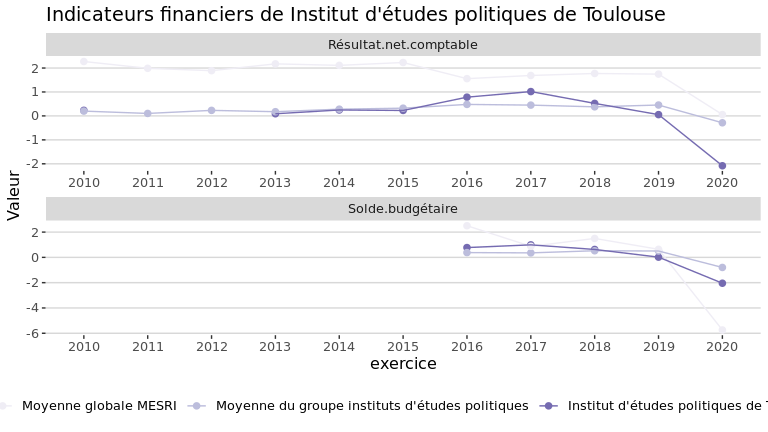 Indicateurs financiers de Institut d'études politiques de Toulouse
Résultat.net.comptable
2
1
0
-1
-2
2010 2011 2012 2013 2014 2015 2016 2017 2018 2019 2020
Valeur
Solde.budgétaire
2
0
-2
-4
-6
2010 2011 2012 2013 2014 2015 2016 2017 2018 2019 2020
exercice
Moyenne globale MESRI Moyenne du groupe instituts d'études politiques Institut d'études politiques de